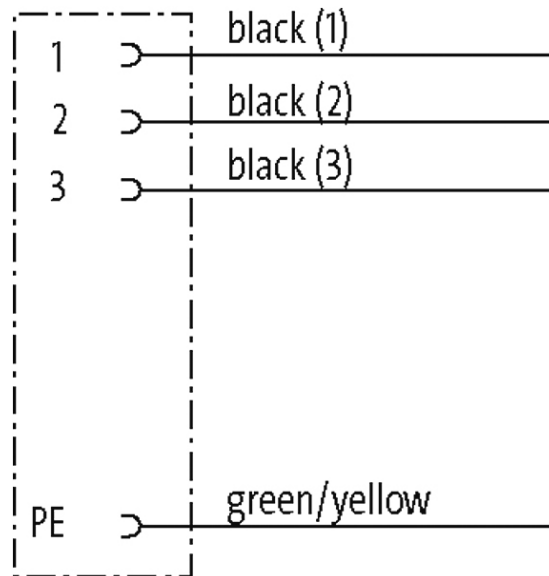 1 black (1)
2 black (2)
3 black (3)
PE green/yellow